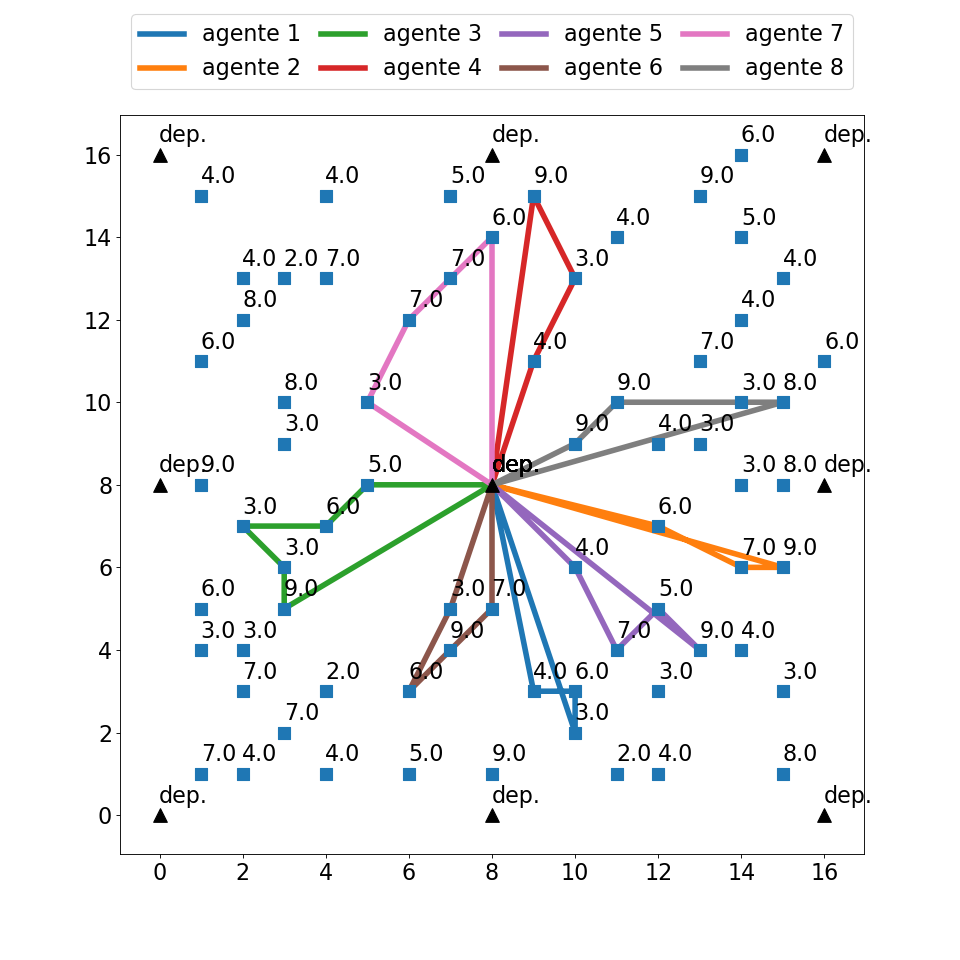 agente 1 agente 3 agente 5 agente 7
agente 2 agente 4 agente 6 agente 8
6.0
dep. dep. dep.
16
4.0 4.0 5.0 9.0 9.0
6.0 4.0 5.0
14
4.0 2.0 7.0 7.0 3.0 4.0
8.0 7.0 4.0
12
6.0 4.0 7.0 6.0
8.0 3.0 9.0 3.0 8.0
10
3.0 9.0 4.0 3.0
dep. 9.0 5.0 dep. 3.0 8.0 dep.
8
3.0 6.0 6.0
3.0 4.0 7.0 9.0
6
6.0 9.0 3.0 7.0 5.0
3.0 3.0 9.0 7.0 9.0 4.0
4
7.0 2.0 6.0 4.0 6.0 3.0 3.0
7.0 3.0
2
7.0 4.0 4.0 5.0 9.0 2.0 4.0 8.0
dep. dep. dep.
0
0 2 4 6 8 10 12 14 16